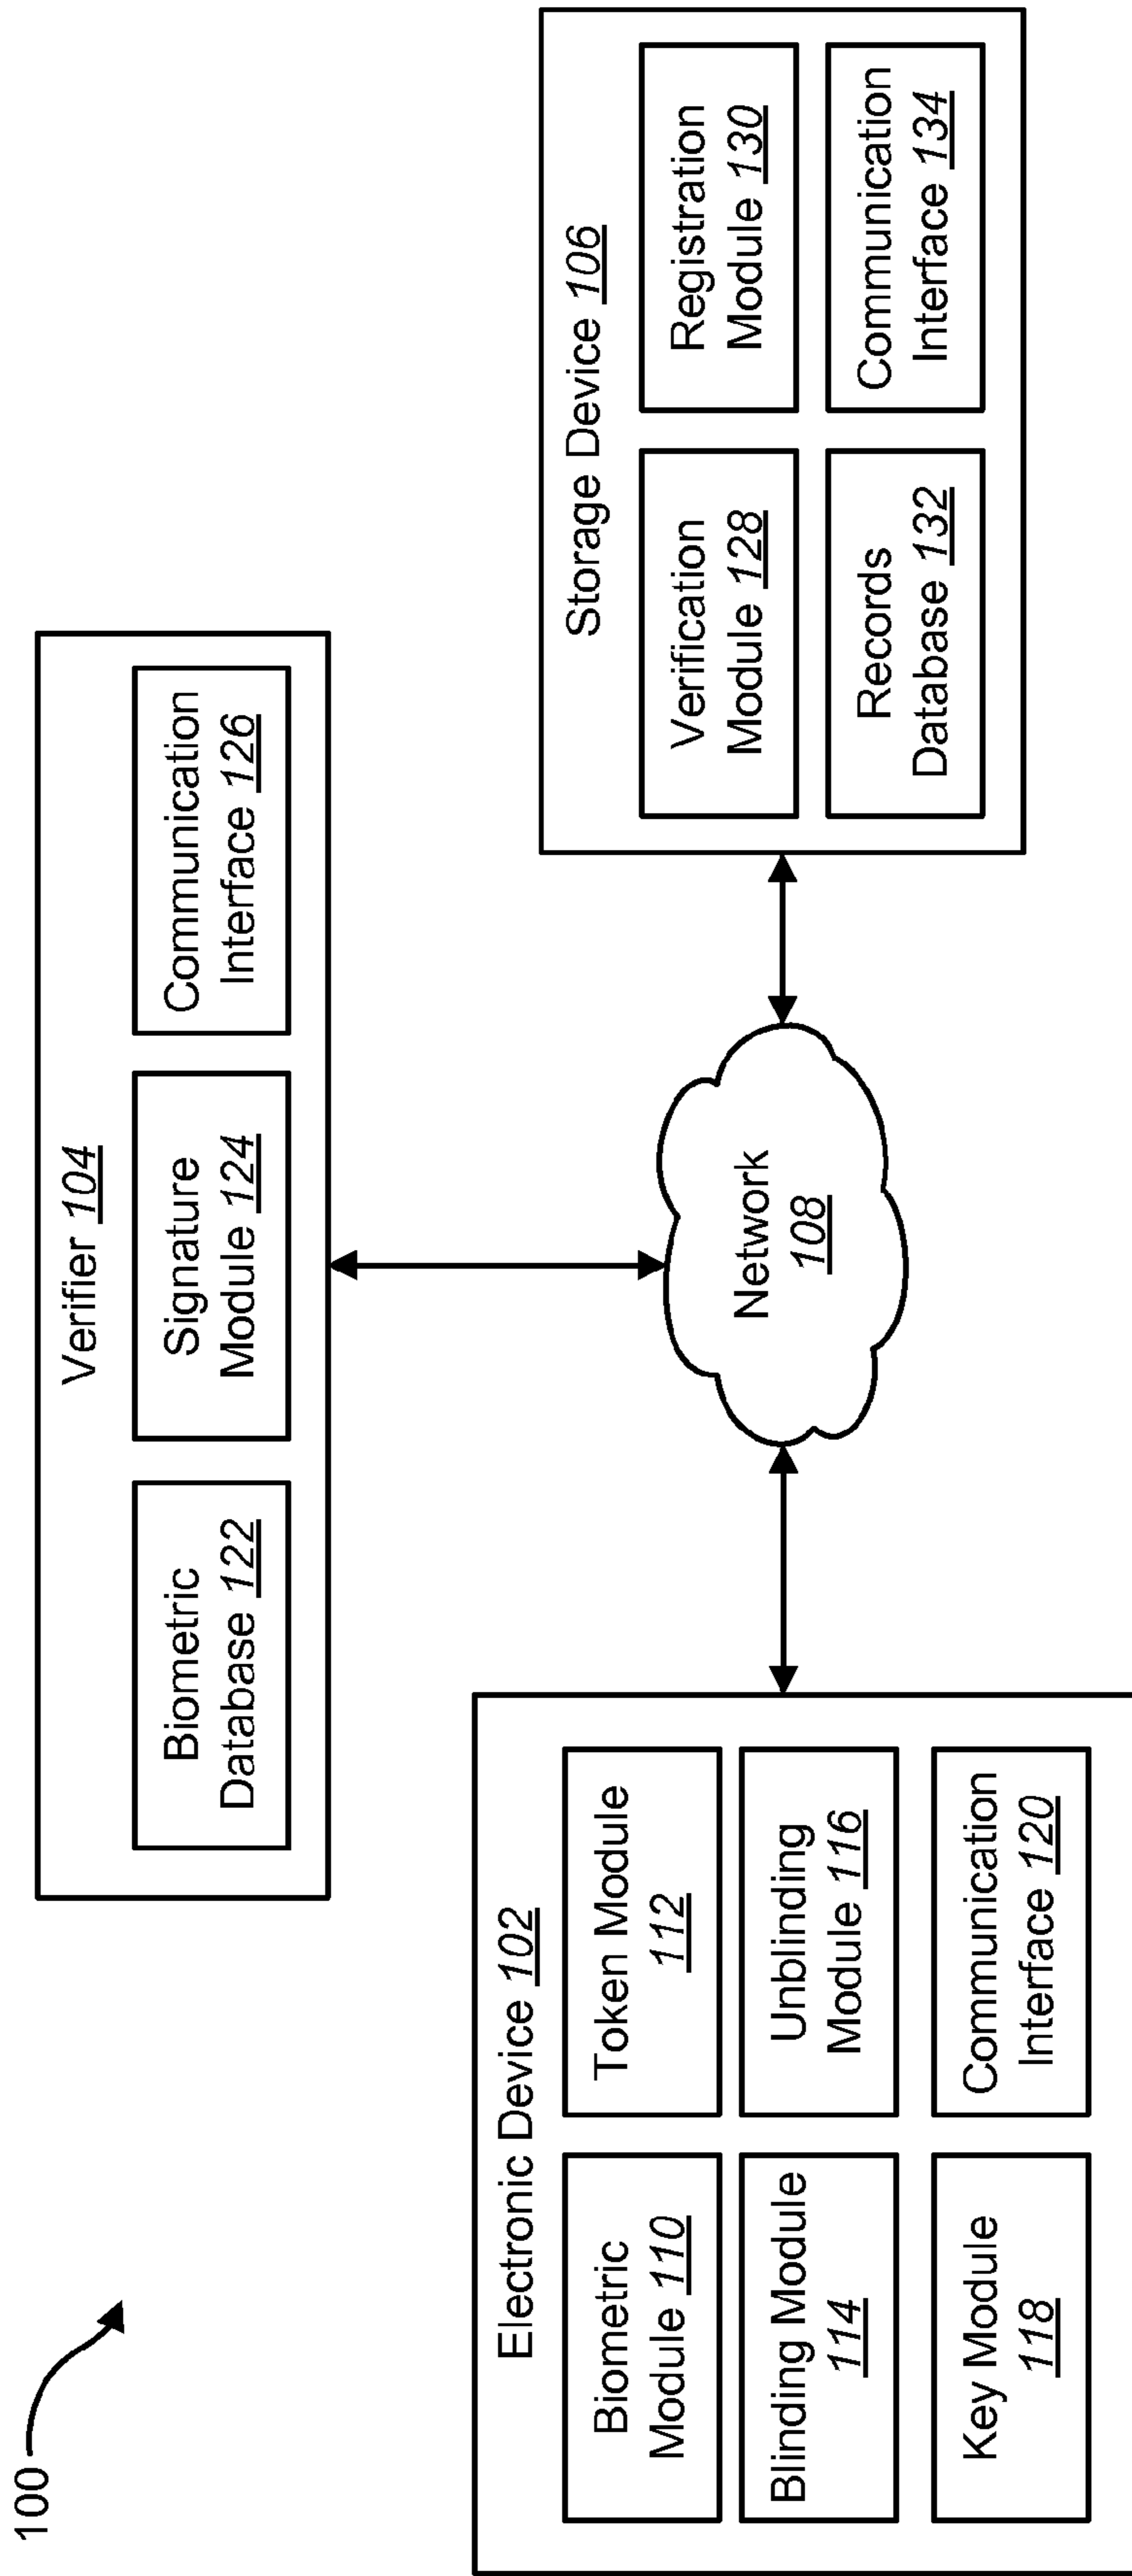 100
Verifier 104
Biometric
Database 122
Signature
Module 124
Communication
Interface 126
Electronic Device 102
Biometric
Module 110
Token Module
112
Blinding Module
114
Unblinding
Module 116
Key Module
118
Communication
Interface 120
Network
108
Storage Device 106
Verification
Module 128
Registration
Module 130
Records
Database 132
Communication
Interface 134